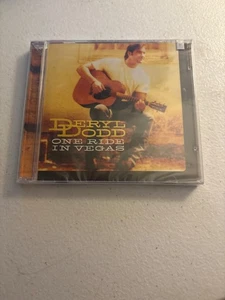 DERYL
DODD
ONE RIDE
IN VEGAS